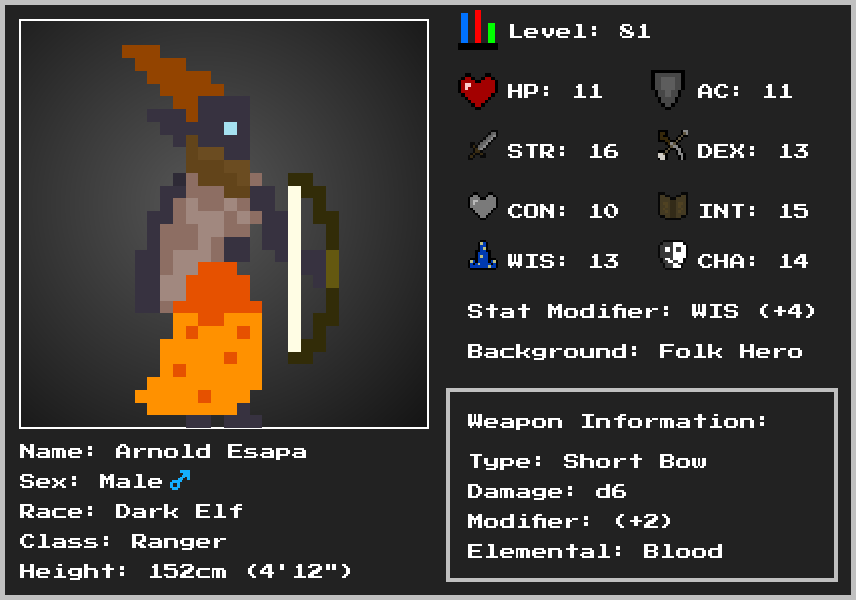 Level: 81
HP: 11 AC: 11
STR: 16 DEX: 13
CON: 10 INT: 15
WIS: 13 CHA: 14
Stat Modifier: WIS (+4)
Background: Folk Hero
Weapon Information:
Type: Short Bow
Damage: d6
Modifier: (+2)
Elemental: Blood
Name: Arnold Esapa
Sex: Male ♂
Race: Dark Elf
Class: Ranger
Height: 152cm (4'12")